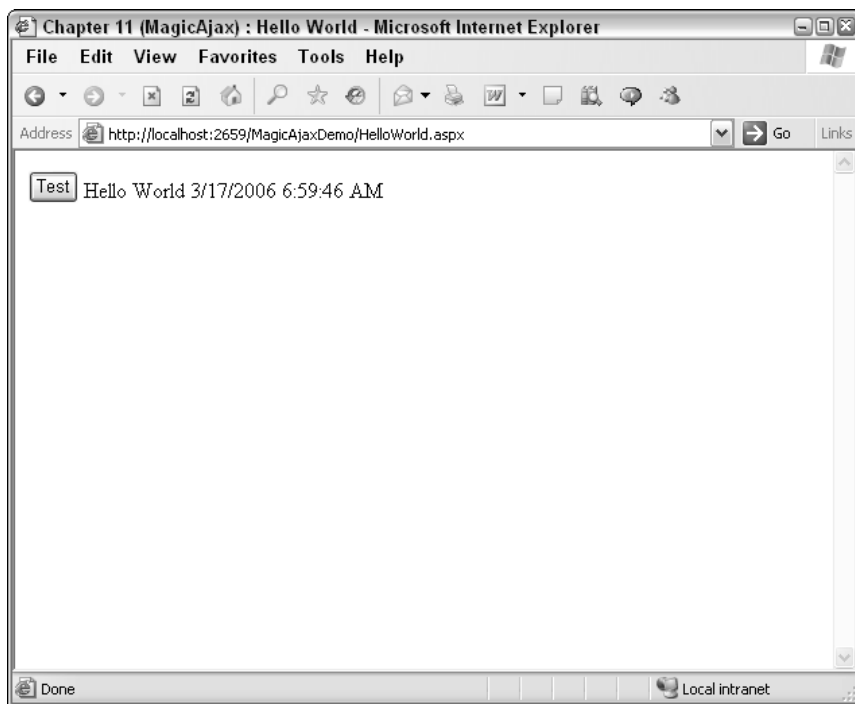 Chapter 11 (MagicAjax) : Hello World - Microsoft Internet Explorer
File Edit View Favorites Tools Help
Address http://localhost:2659/MagicAjaxDemo/HelloWorld.aspx Go Links
Test Hello World 3/17/2006 6:59:46 AM
Done Local intranet